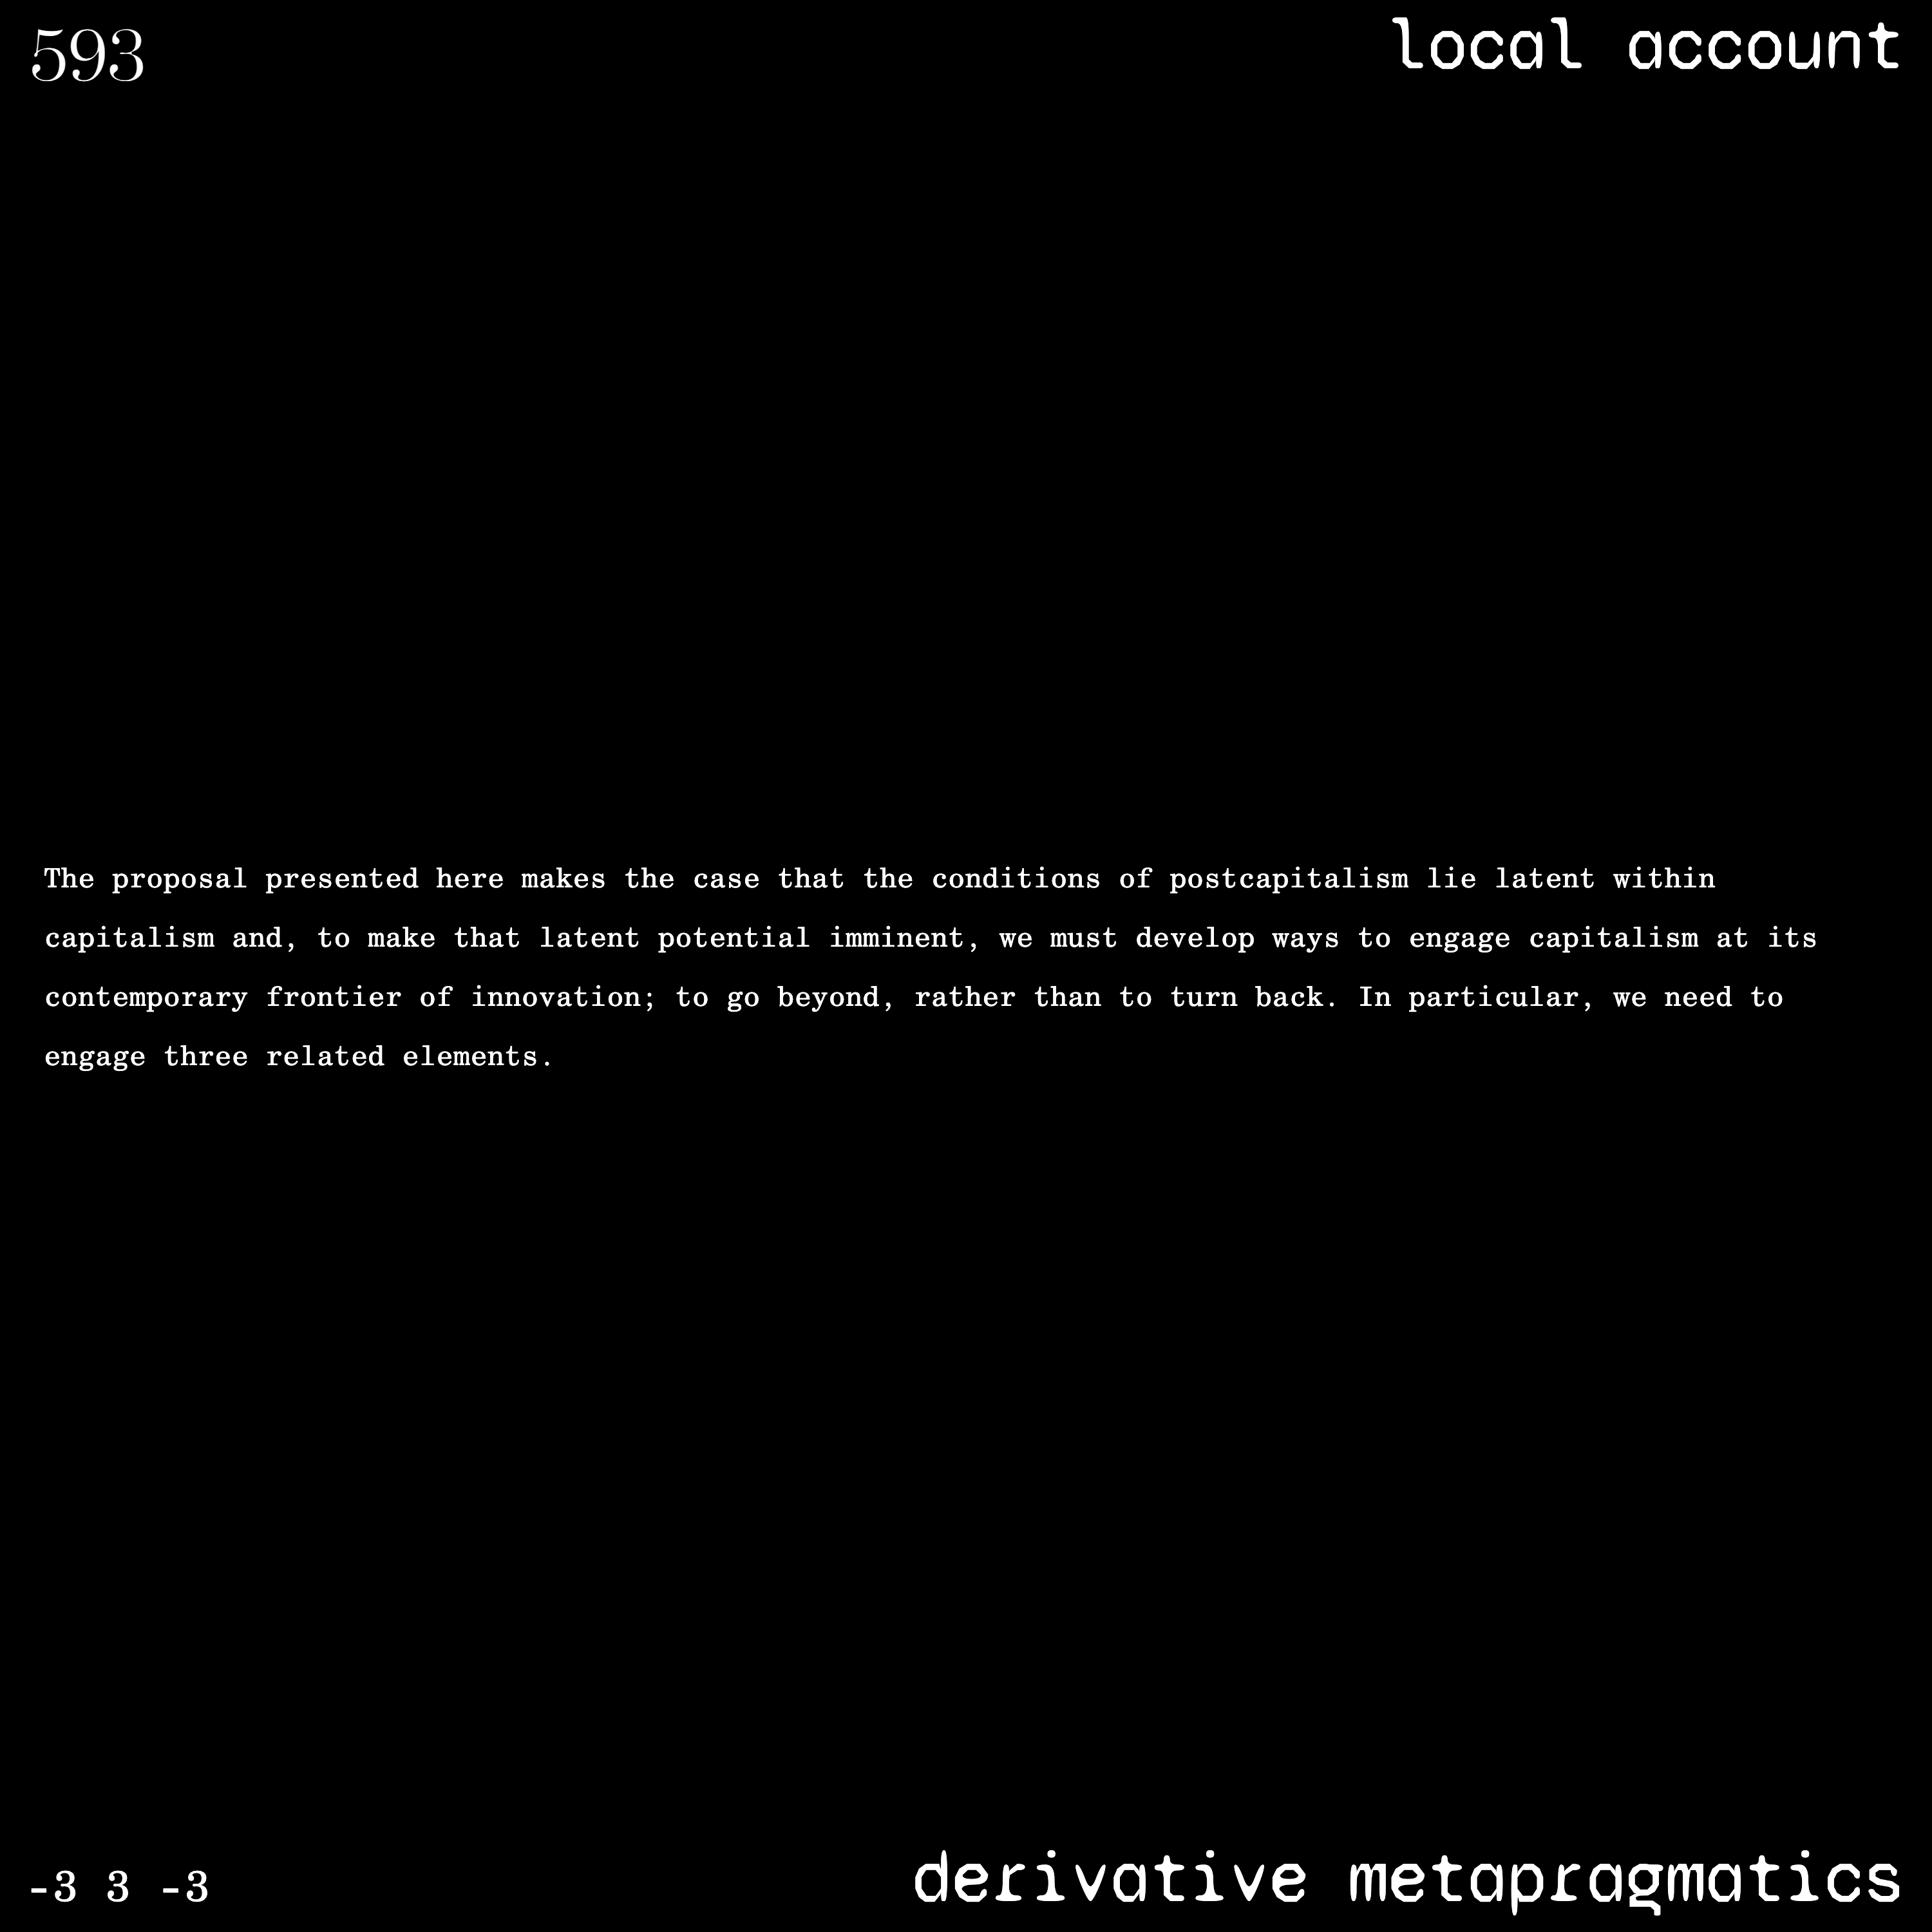 593
local account
The proposal presented here makes the case that the conditions of postcapitalism lie latent within
capitalism and, to make that latent potential imminent, we must develop ways to engage capitalism at its
contemporary frontier of innovation; to go beyond, rather than to turn back. In particular, we need to
engage three related elements.
-3 3 -3
derivative metapragmatics